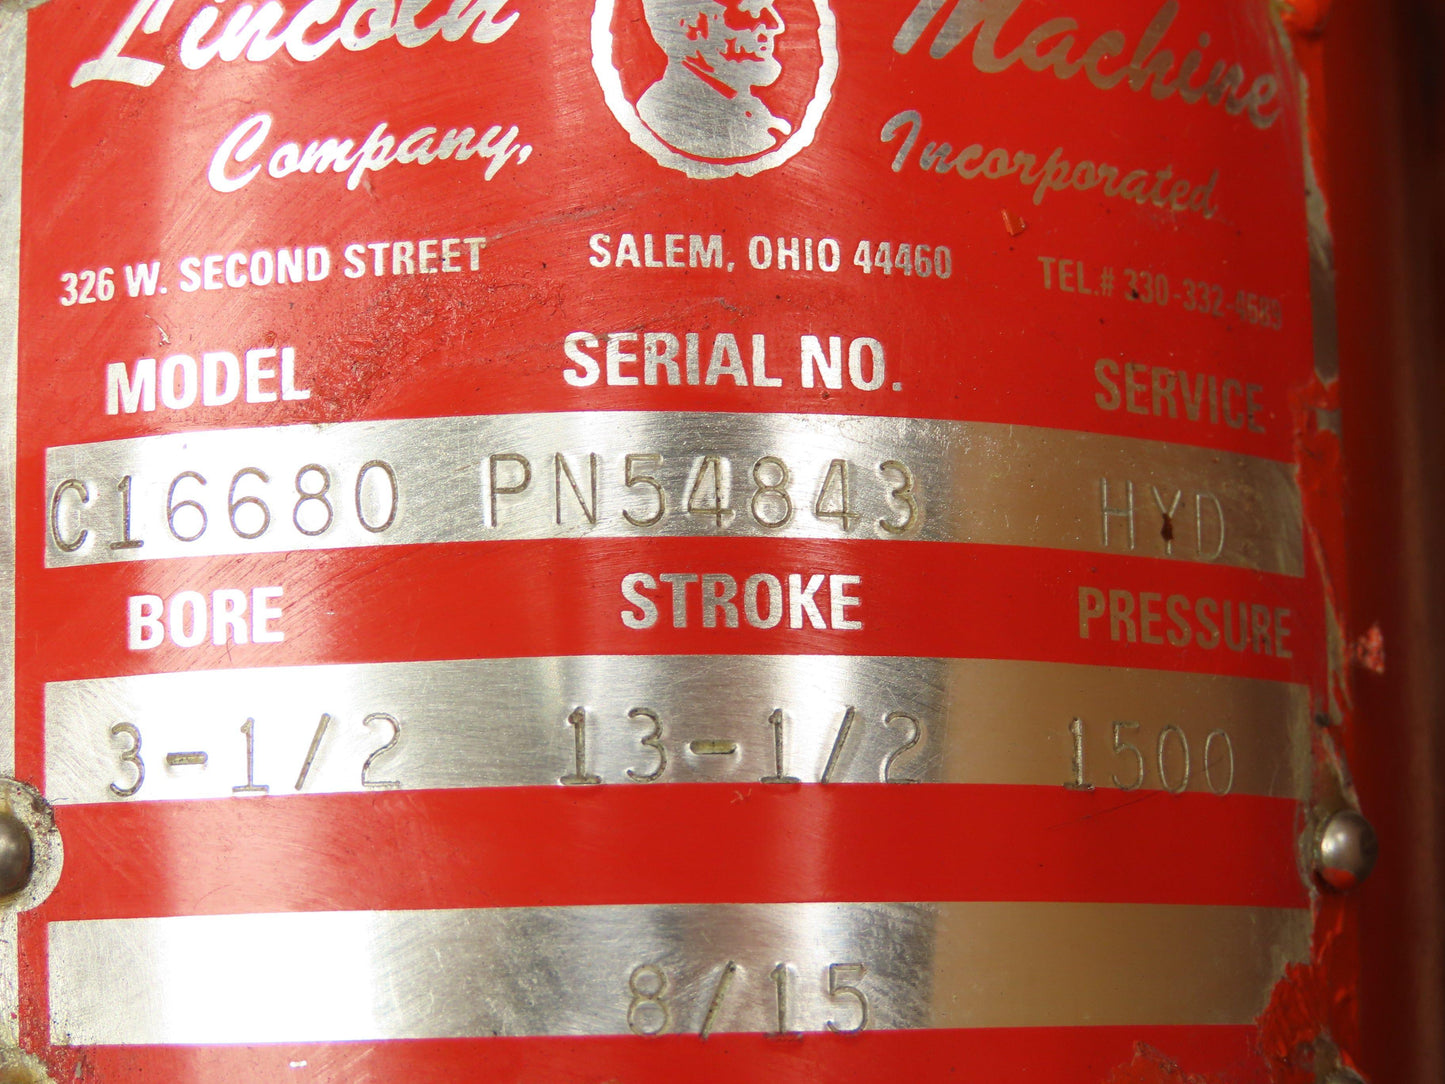 Lincoln Machine
Company, Incorporated
326 W. SECOND STREET SALEM, OHIO 44460 TEL.# 330-332-4689
MODEL SERIAL NO. SERVICE
C16680 PN54843 HYD
BORE STROKE PRESSURE
3-1/2 13-1/2 1500
8/15